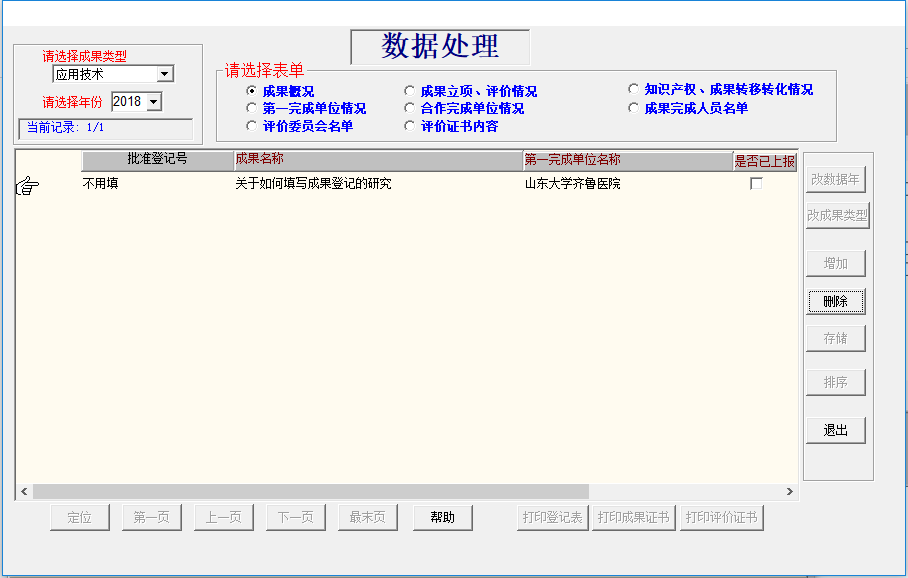 数据处理
请选择成果类型
应用技术
请选择年份 2018
当前记录: 1/1
请选择表单
成果概况 成果立项、评价情况 知识产权、成果转移转化情况
第一完成单位情况 合作完成单位情况 成果完成人员名单
评价委员会名单 评价证书内容
批准登记号 成果名称 第一完成单位名称 是否已上报
不用填 关于如何填写成果登记的研究 山东大学齐鲁医院
改数据年
改成果类型
增加
删除
存储
排序
退出
定位 第一页 上一页 下一页 最末页 帮助 打印登记表 打印成果证书 打印评价证书